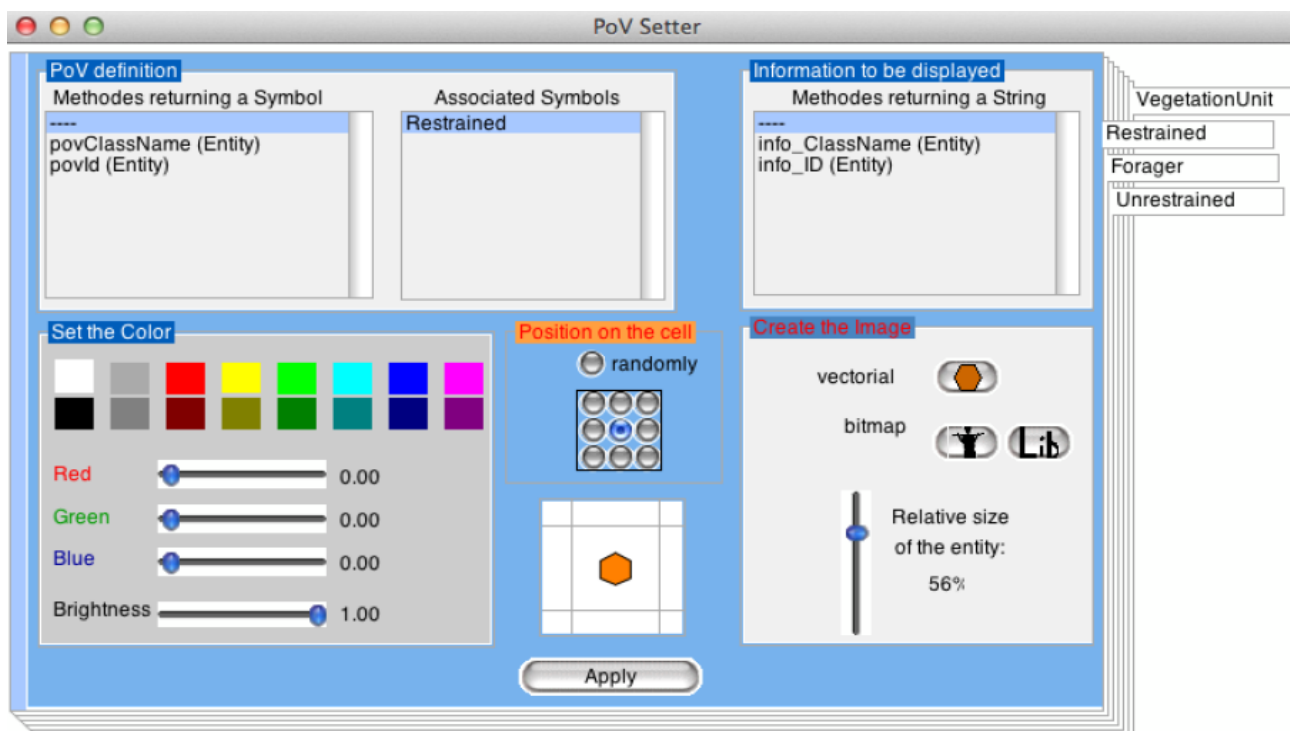 PoV Setter
PoV definition
Methodes returning a Symbol
----
povClassName (Entity)
povId (Entity)
Associated Symbols
Restrained
Information to be displayed
Methodes returning a String
----
info_ClassName (Entity)
info_ID (Entity)
VegetationUnit
Restrained
Forager
Unrestrained
Set the Color
Red
0.00
Green
0.00
Blue
0.00
Brightness
1.00
Position on the cell
randomly
Apply
Create the Image
vectorial
bitmap
Lib
Relative size
of the entity:
56%